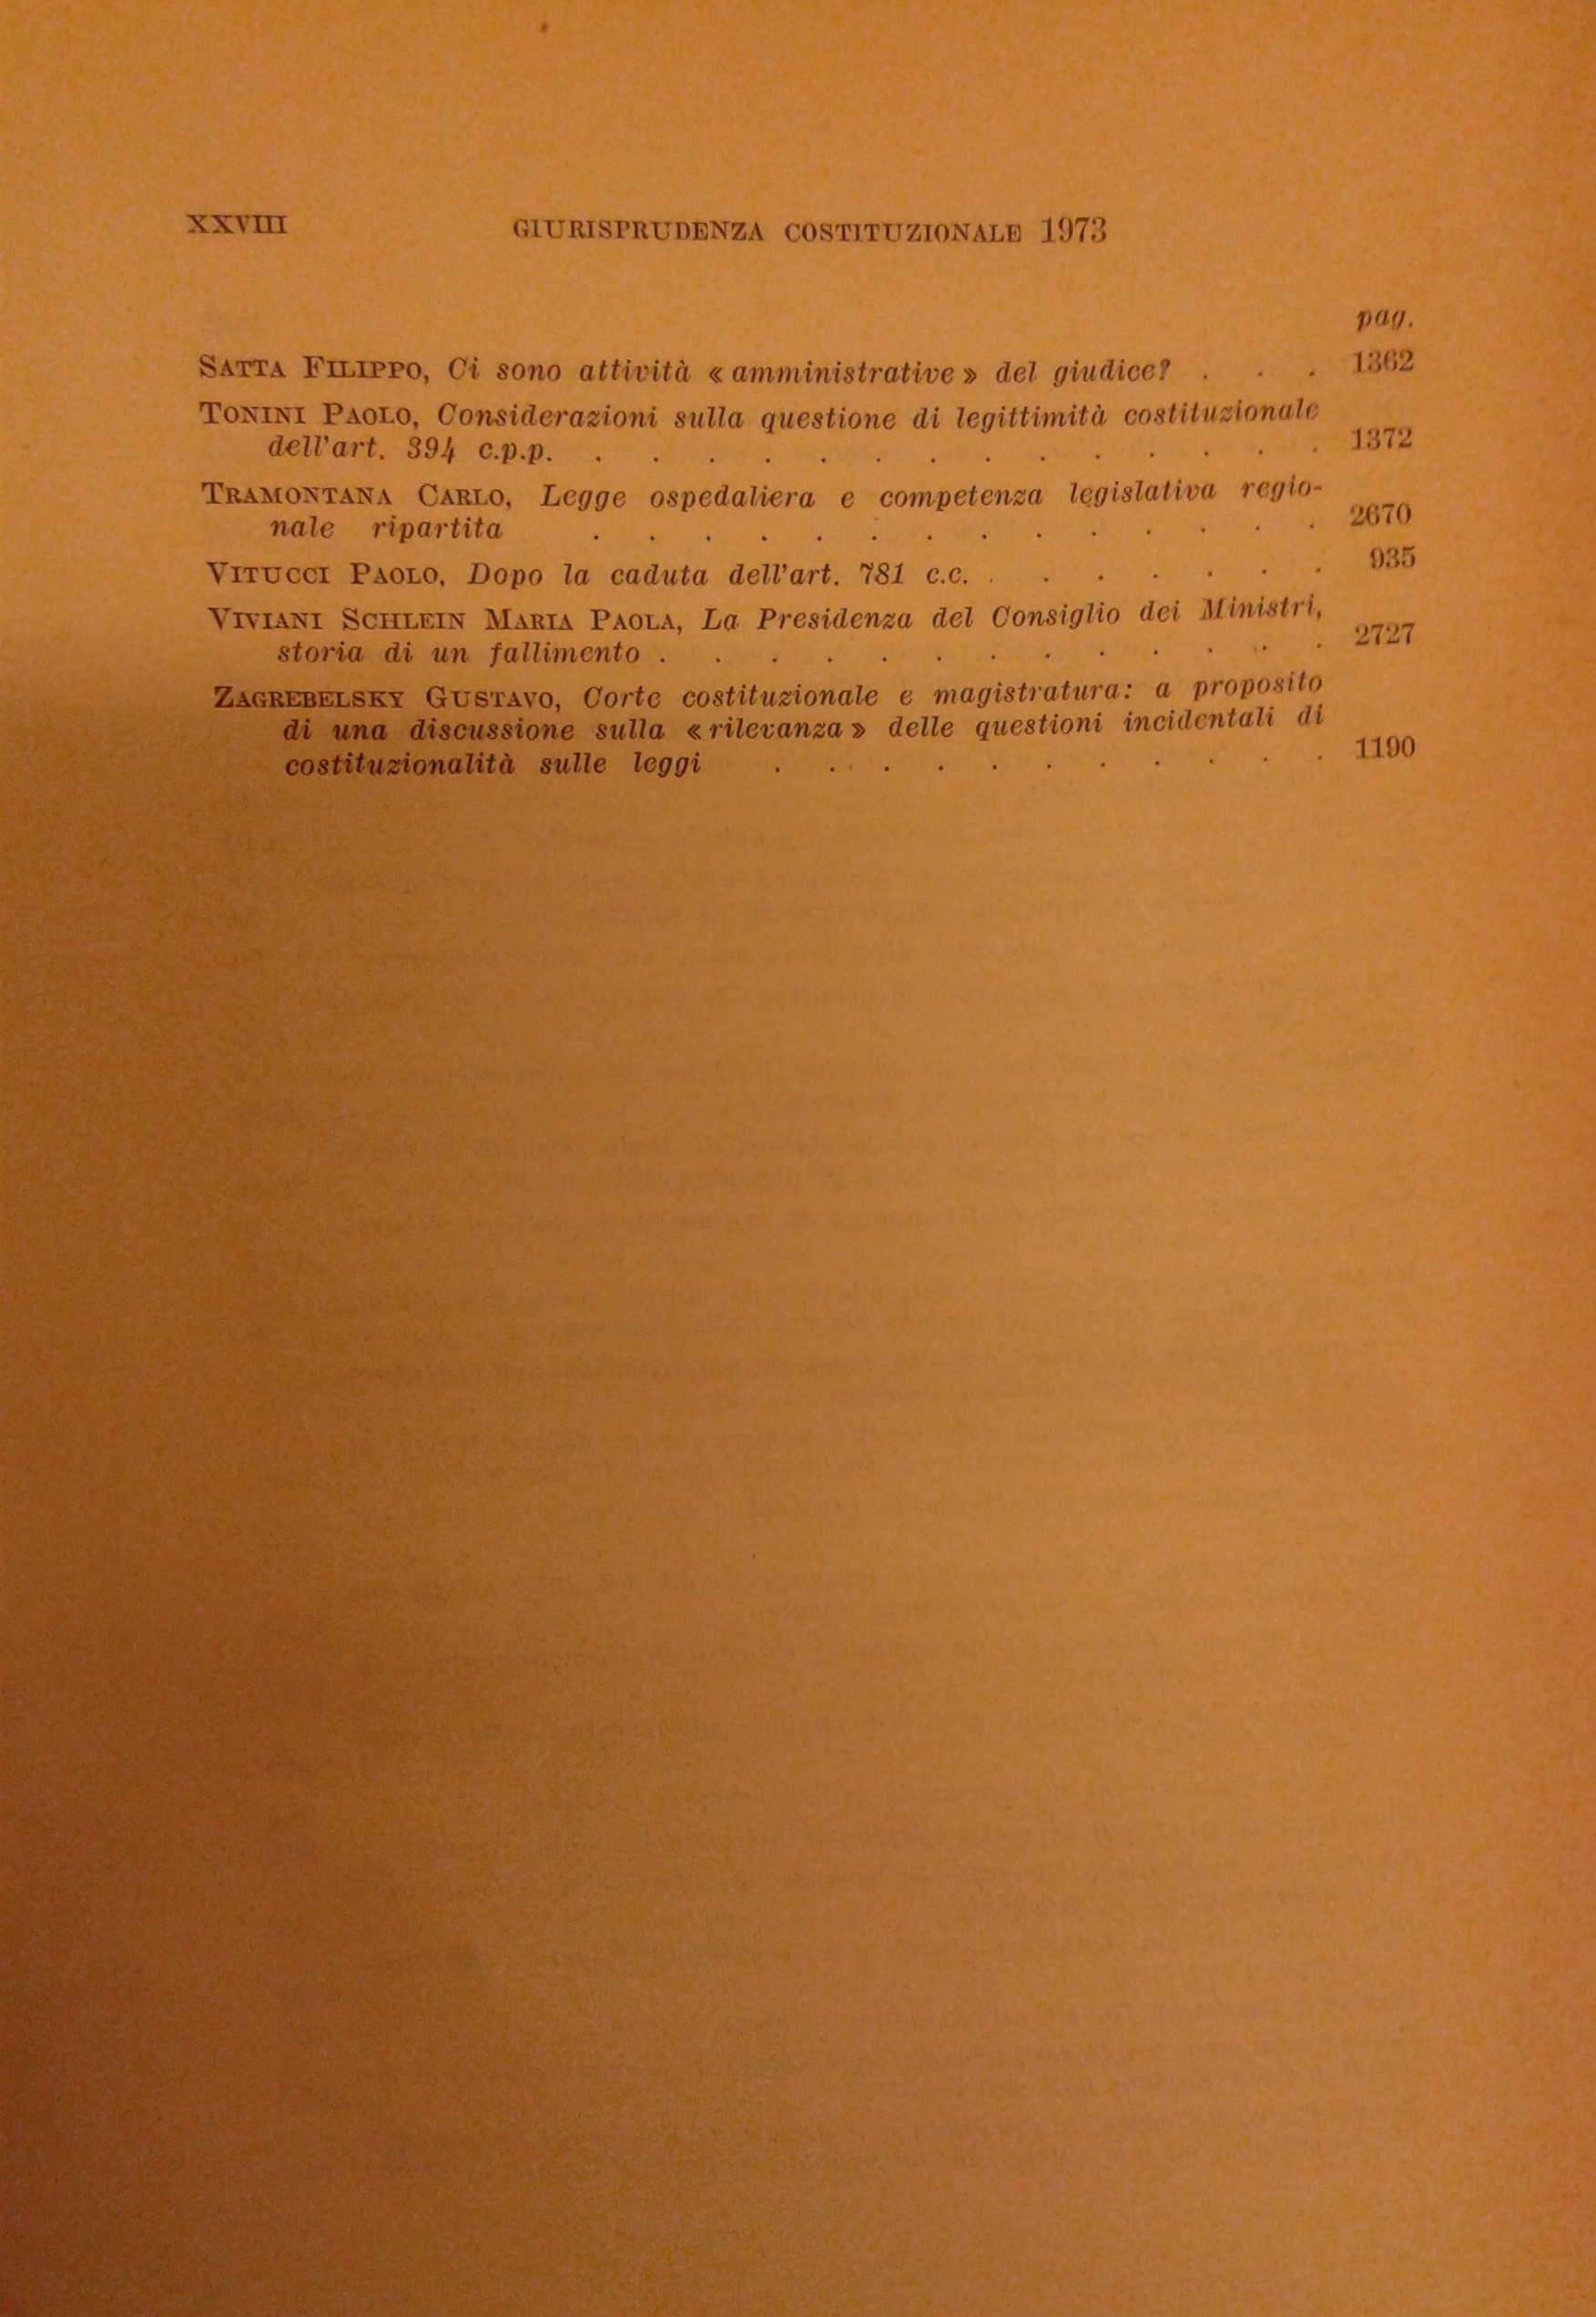 XXVIII GIURISPRUDENZA COSTITUZIONALE 1973
pag.
SATTA FILIPPO, Ci sono attività « amministrative » del giudice? . . . 1362
TONINI PAOLO, Considerazioni sulla questione di legittimità costituzionale
dell'art. 394 c.p.p. . . . . . . . . . . . . . . . 1372
TRAMONTANA CARLO, Legge ospedaliera e competenza legislativa regio-
nale ripartita . . . . . . . . . . . . . . 2670
VITUCCI PAOLO, Dopo la caduta dell'art. 781 c.c. . . . . . . . 935
VIVIANI SCHLEIN MARIA PAOLA, La Presidenza del Consiglio dei Ministri,
storia di un fallimento . . . . . . . . . . . . . 2727
ZAGREBELSKY GUSTAVO, Corte costituzionale e magistratura: a proposito
di una discussione sulla « rilevanza » delle questioni incidentali di
costituzionalità sulle leggi . . . . . . . . . . . 1190